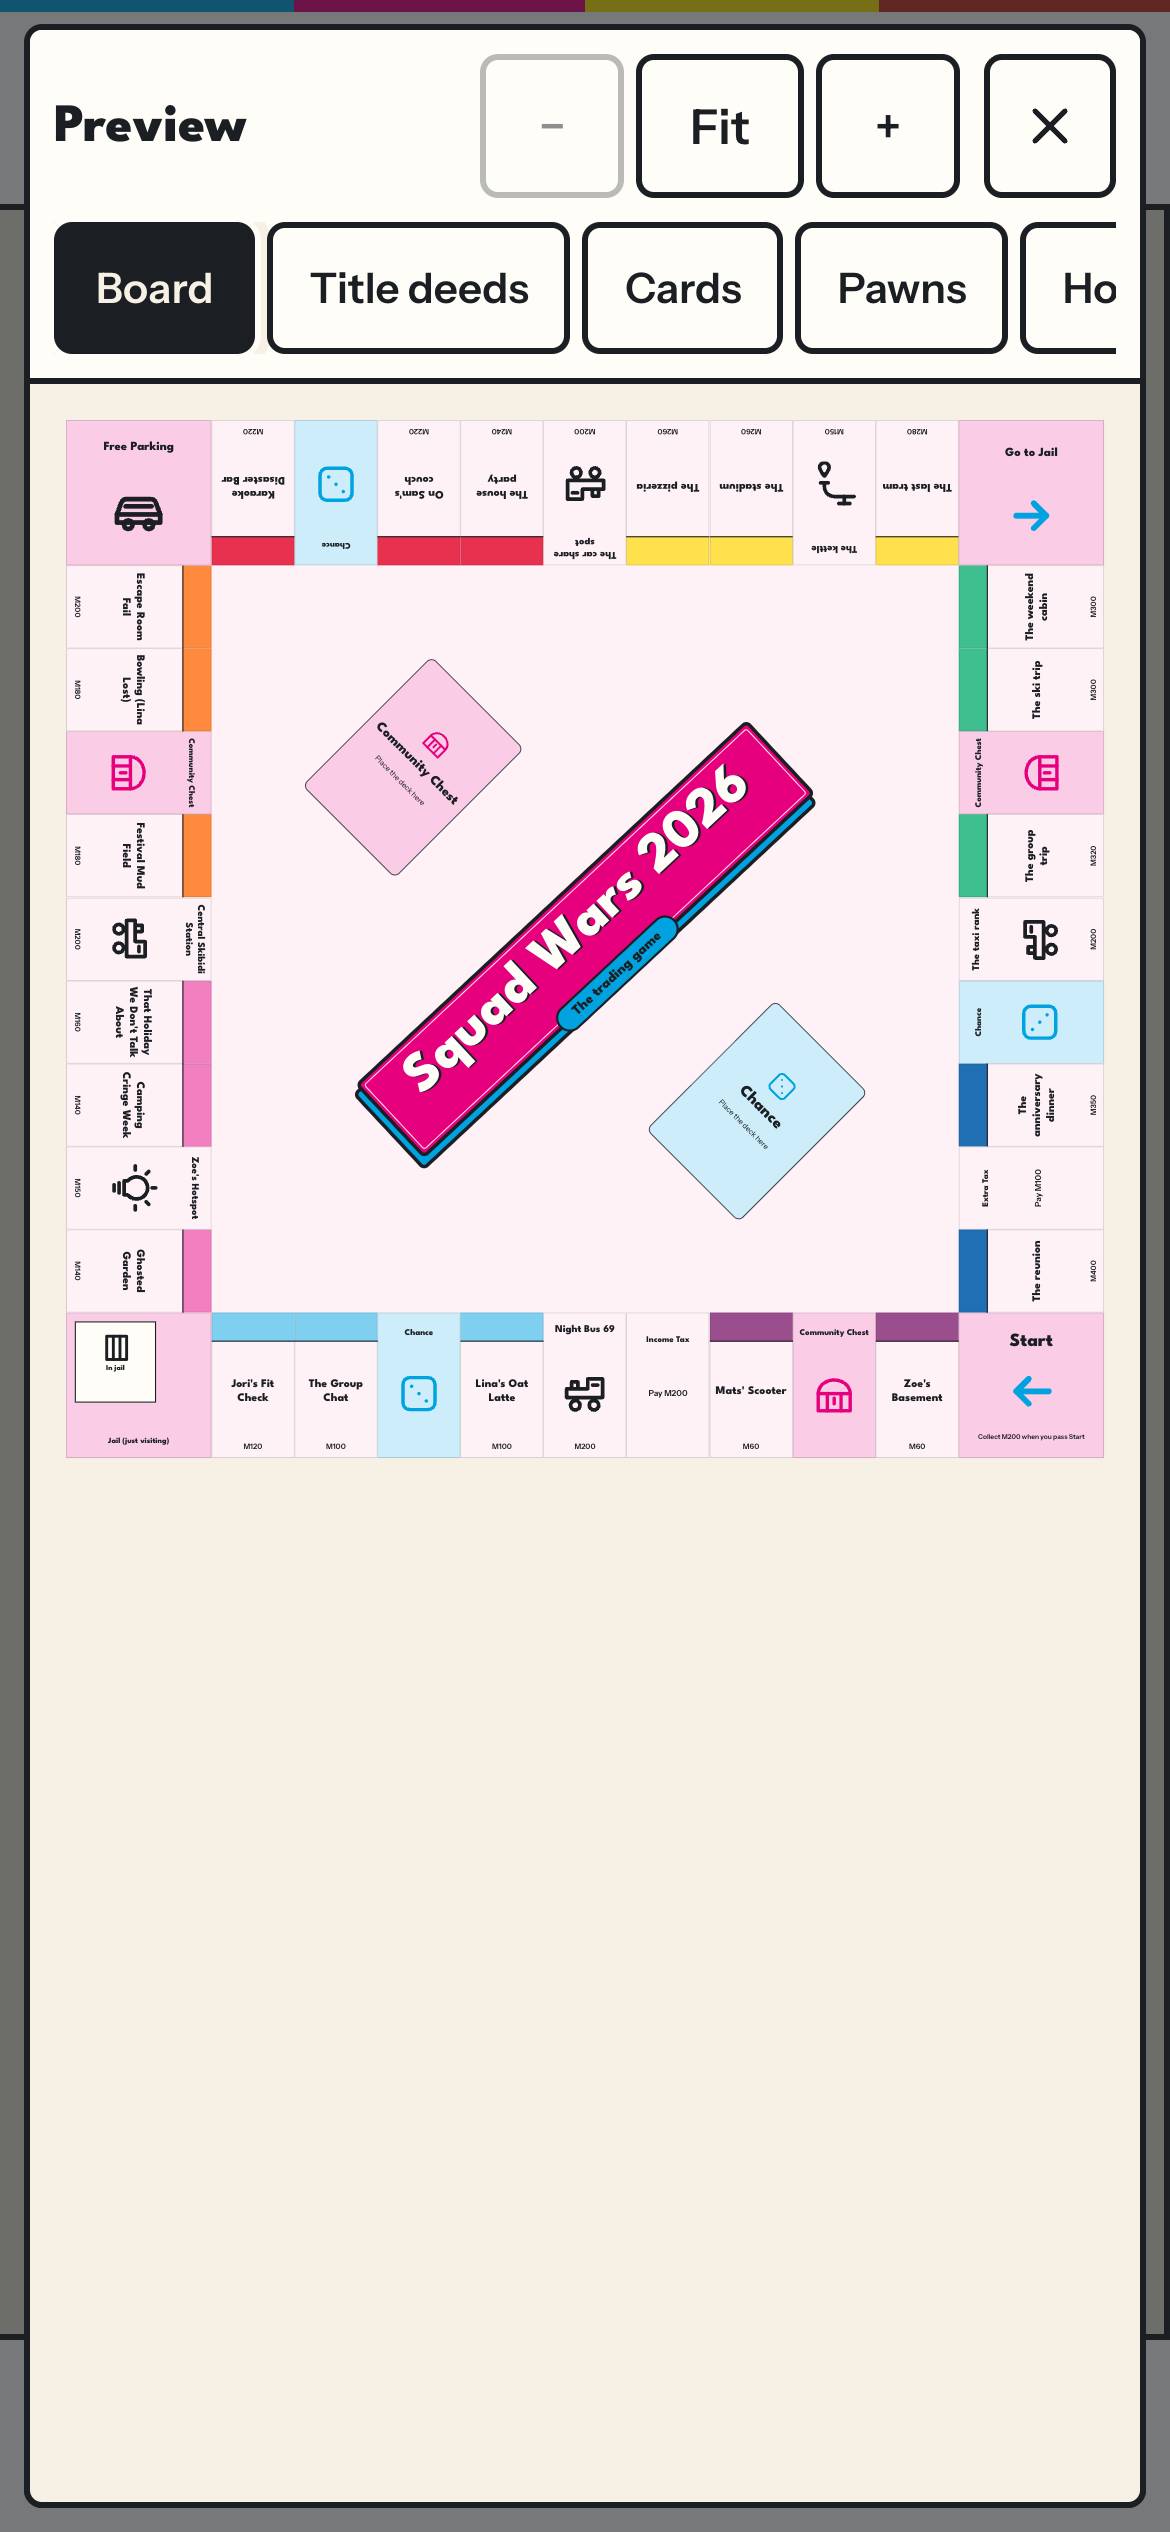 Preview
−
Fit
+
Board
Title deeds
Cards
Pawns
Ho
Free Parking
M220
Karaoke
Disaster Bar
Chance
M220
On Sam's
couch
M240
The house
party
M200
The car share
spot
M260
The pizzeria
M260
The stadium
M150
The kettle
M280
The last tram
Go to Jail
Escape Room
Fail
M200
Bowling (Lina
Lost)
M180
Community Chest
Festival Mud
Field
M180
Central Skibidi
Station
M200
That Holiday
We Don't Talk
About
M160
Camping
Cringe Week
M140
Zoe's Hotspot
M150
Ghosted
Garden
M140
Community Chest
Place the deck here
Squad Wars 2026
The trading game
Chance
Place the deck here
The weekend
cabin
M300
The ski trip
M300
Community Chest
The group
trip
M320
The taxi rank
M200
Chance
The
anniversary
dinner
M350
Extra Tax
Pay M100
The reunion
M400
In jail
Jail (just visiting)
Jori's Fit
Check
M120
The Group
Chat
M100
Chance
Lina's Oat
Latte
M100
Night Bus 69
M200
Income Tax
Pay M200
Mats' Scooter
M60
Community Chest
Zoe's
Basement
M60
Start
Collect M200 when you pass Start